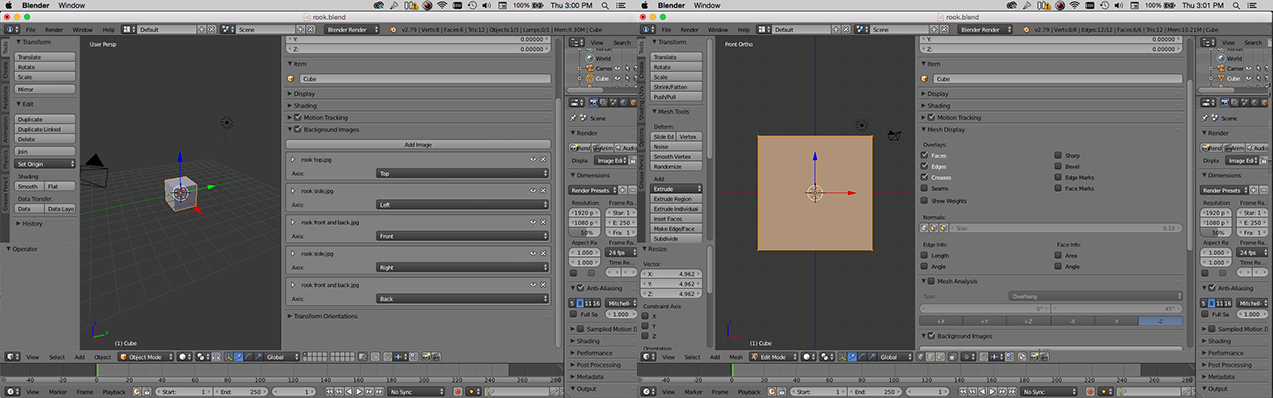 Blender Window 100% Thu 3:00 PM
rook.blend
File Render Window Help Default Scene Blender Render v2.79 | Verts:8 | Faces:6 | Tris:12 | Objects:1/3 | Lamps:0/1 | Mem:9.30M | Cube
Tools
Create
Relations
Animation
Physics
Grease Pencil
Transform
Translate
Rotate
Scale
Mirror
Edit
Duplicate
Duplicate Linked
Delete
Join
Set Origin
Shading:
Smooth Flat
Data Transfer:
Data Data Layo
History
Operator
User Persp
(1) Cube
Y: 0.00000
Z: 0.00000
Item
Cube
Display
Shading
Motion Tracking
Background Images
Add Image
rook top.jpg
Axis: Top
rook side.jpg
Axis: Left
rook front and back.jpg
Axis: Front
rook side.jpg
Axis: Right
rook front and back.jpg
Axis: Back
Transform Orientations
View Search
World
Camer
Cube
Scene
Render
Rend Anim Audio
Displa Image Edi
Dimensions
Render Presets
Resolution: Frame Ra
1920 p Star: 1
1080 p E: 250
50% Fra: 1
Aspect Ra Frame Ra
1.000 24 fps
1.000 Time Re
Anti-Aliasing
5 8 11 16 Mitchell-
Full Sa 1.000
Sampled Motion D
Shading
Performance
Post Processing
Metadata
Output
View Select Add Object Object Mode Global
-40 -20 0 20 40 60 80 100 120 140 160 180 200 220 240 260 280
View Marker Frame Playback Start: 1 End: 250 1 No Sync
Blender Window 100% Thu 3:01 PM
rook.blend
File Render Window Help Default Scene Blender Render v2.79 | Verts:8/8 | Edges:12/12 | Faces:6/6 | Tris:12 | Mem:10.21M | Cube
Transform
Translate
Rotate
Scale
Shrink/Fatten
Push/Pull
Mesh Tools
Deform:
Slide Ed Vertex
Noise
Smooth Vertex
Randomize
Add:
Extrude
Extrude Region
Extrude Individual
Inset Faces
Make Edge/Face
Subdivide
Resize
Vector
X: 4.962
Y: 4.962
Z: 4.962
Constraint Axis
X
Y
Z
Orientation
Front Ortho
(1) Cube
Z: 0.00000
Item
Cube
Display
Shading
Motion Tracking
Mesh Display
Overlays:
Faces Sharp
Edges Bevel
Creases Edge Marks
Seams Face Marks
Show Weights
Normals:
Size: 0.10
Edge Info: Face Info:
Length Area
Angle Angle
Mesh Analysis
Type: Overhang
0° 45°
+X +Y +Z -X -Y -Z
Background Images
View Search
World
Camer
Cube
Scene
Render
Rend Anim Audio
Displa Image Edi
Dimensions
Render Presets
Resolution: Frame Ra
1920 p Star: 1
1080 p E: 250
50% Fra: 1
Aspect Ra Frame Ra
1.000 24 fps
1.000 Time Re
Anti-Aliasing
5 8 11 16 Mitchell-
Full Sa 1.000
Sampled Motion D
Shading
Performance
Post Processing
Metadata
Output
View Select Add Mesh Edit Mode Global
-40 -20 0 20 40 60 80 100 120 140 160 180 200 220 240 260 280
View Marker Frame Playback Start: 1 End: 250 1 No Sync